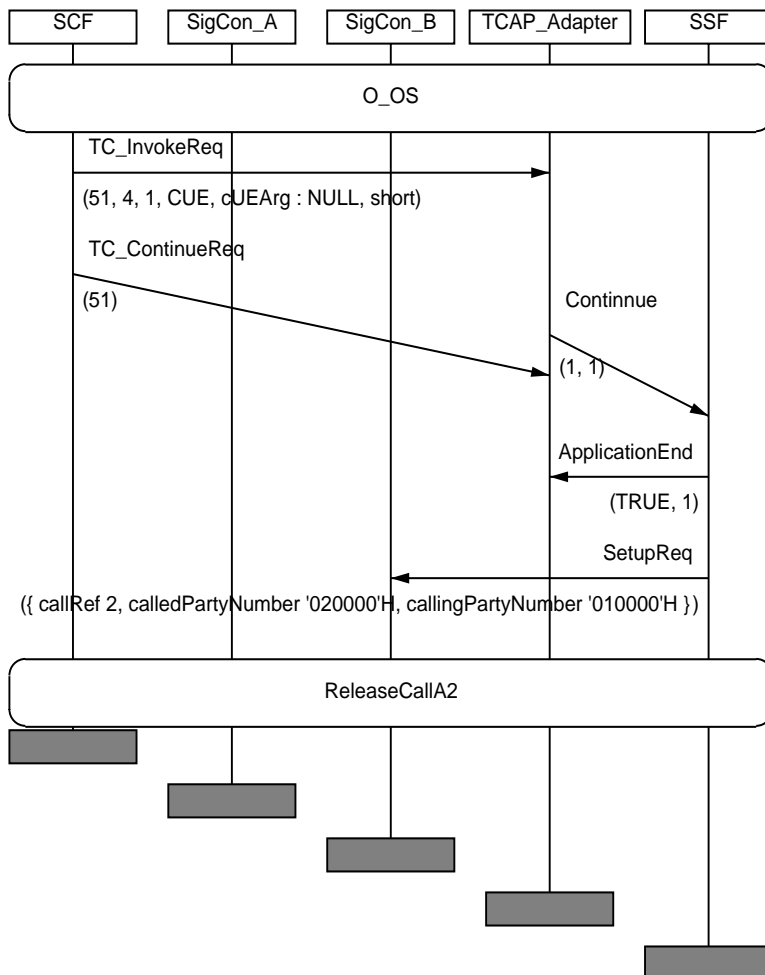 SCF SigCon_A SigCon_B TCAP_Adapter SSF
O_OS
TC_InvokeReq
(51, 4, 1, CUE, cUEArg : NULL, short)
TC_ContinueReq
(51)
Continnue
(1, 1)
ApplicationEnd
(TRUE, 1)
SetupReq
({ callRef 2, calledPartyNumber '020000'H, callingPartyNumber '010000'H })
ReleaseCallA2